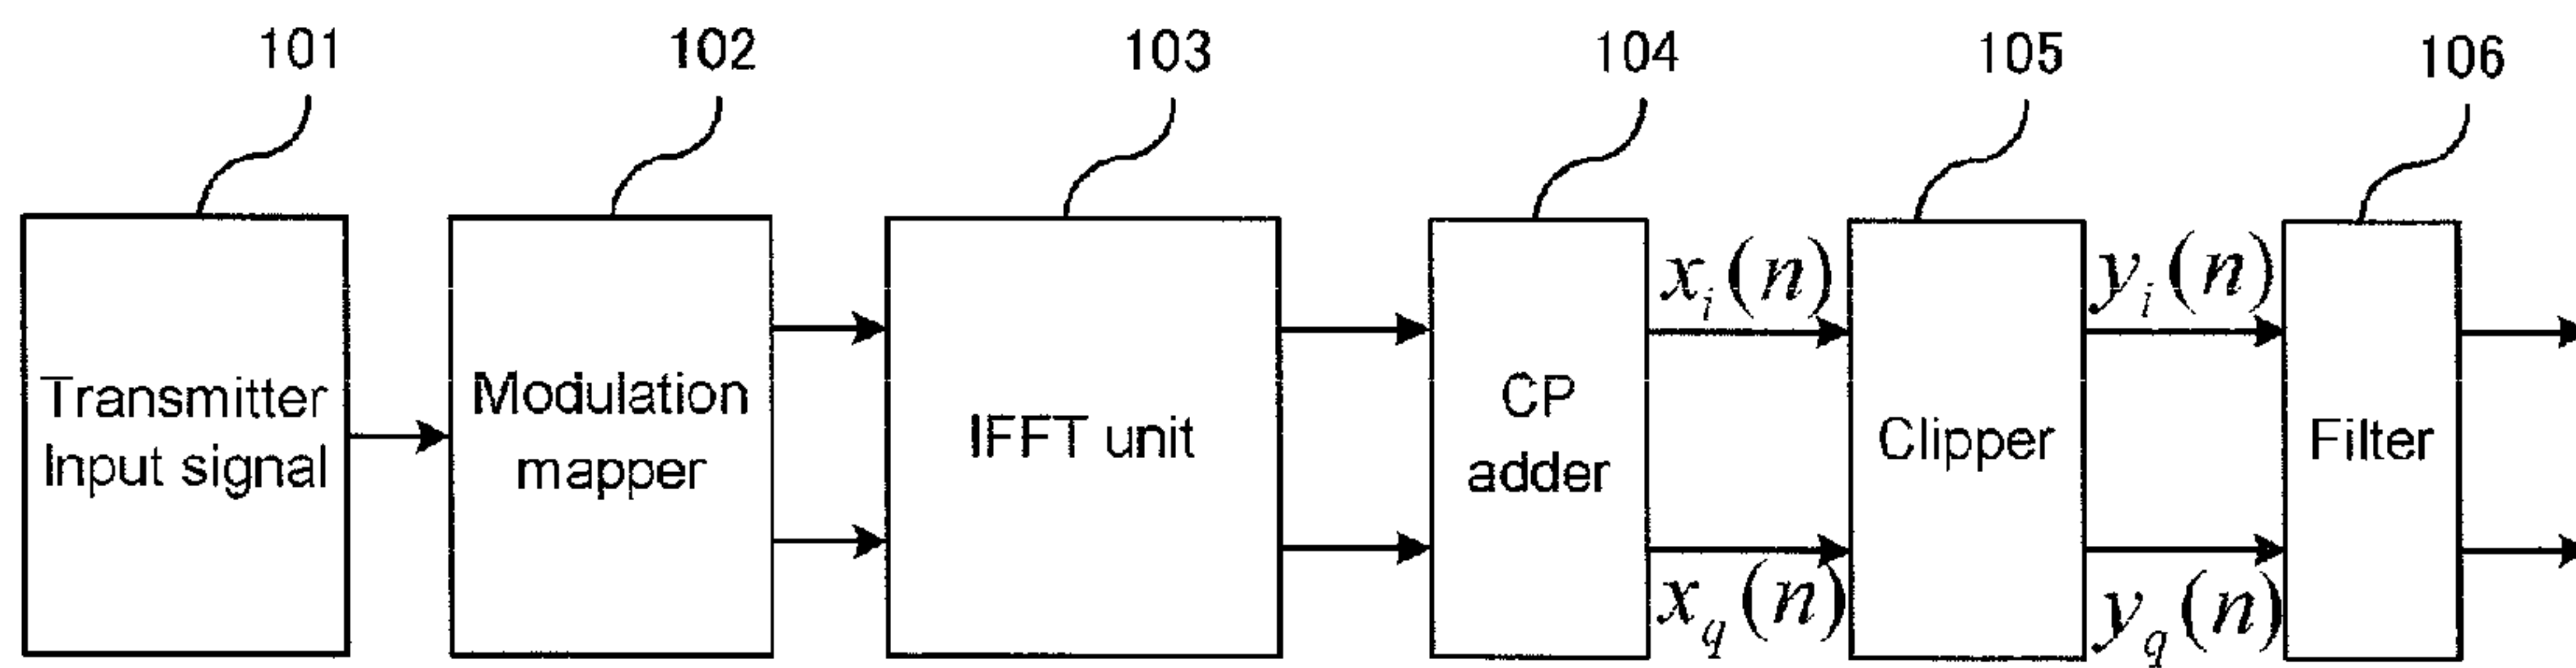 101
102
103
104
105
106
Transmitter
Input signal
Modulation
mapper
IFFT unit
CP
adder
x_i(n)
x_q(n)
Clipper
y_i(n)
y_q(n)
Filter